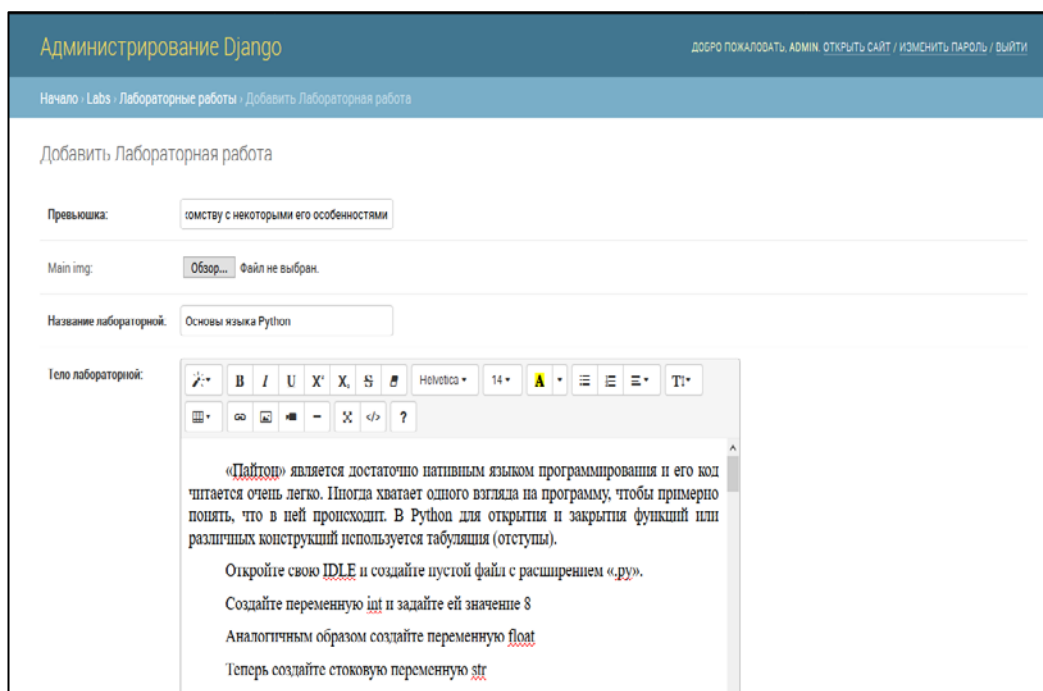 Администрирование Django
ДОБРО ПОЖАЛОВАТЬ, ADMIN. ОТКРЫТЬ САЙТ / ИЗМЕНИТЬ ПАРОЛЬ / ВЫЙТИ
Начало › Labs › Лабораторные работы › Добавить Лабораторная работа
Добавить Лабораторная работа
Превьюшка:
комству с некоторыми его особенностями
Main img:
Обзор... Файл не выбран.
Название лабораторной:
Основы языка Python
Тело лабораторной:
B I U X² X₂ S Helvetica 14 A T
</> ?
«Пайтон» является достаточно нативным языком программирования и его код
читается очень легко. Иногда хватает одного взгляда на программу, чтобы примерно
понять, что в ней происходит. В Python для открытия и закрытия функций или
различных конструкций используется табуляция (отступы).
Откройте свою IDLE и создайте пустой файл с расширением «.py».
Создайте переменную int и задайте ей значение 8
Аналогичным образом создайте переменную float
Теперь создайте стоковую переменную str